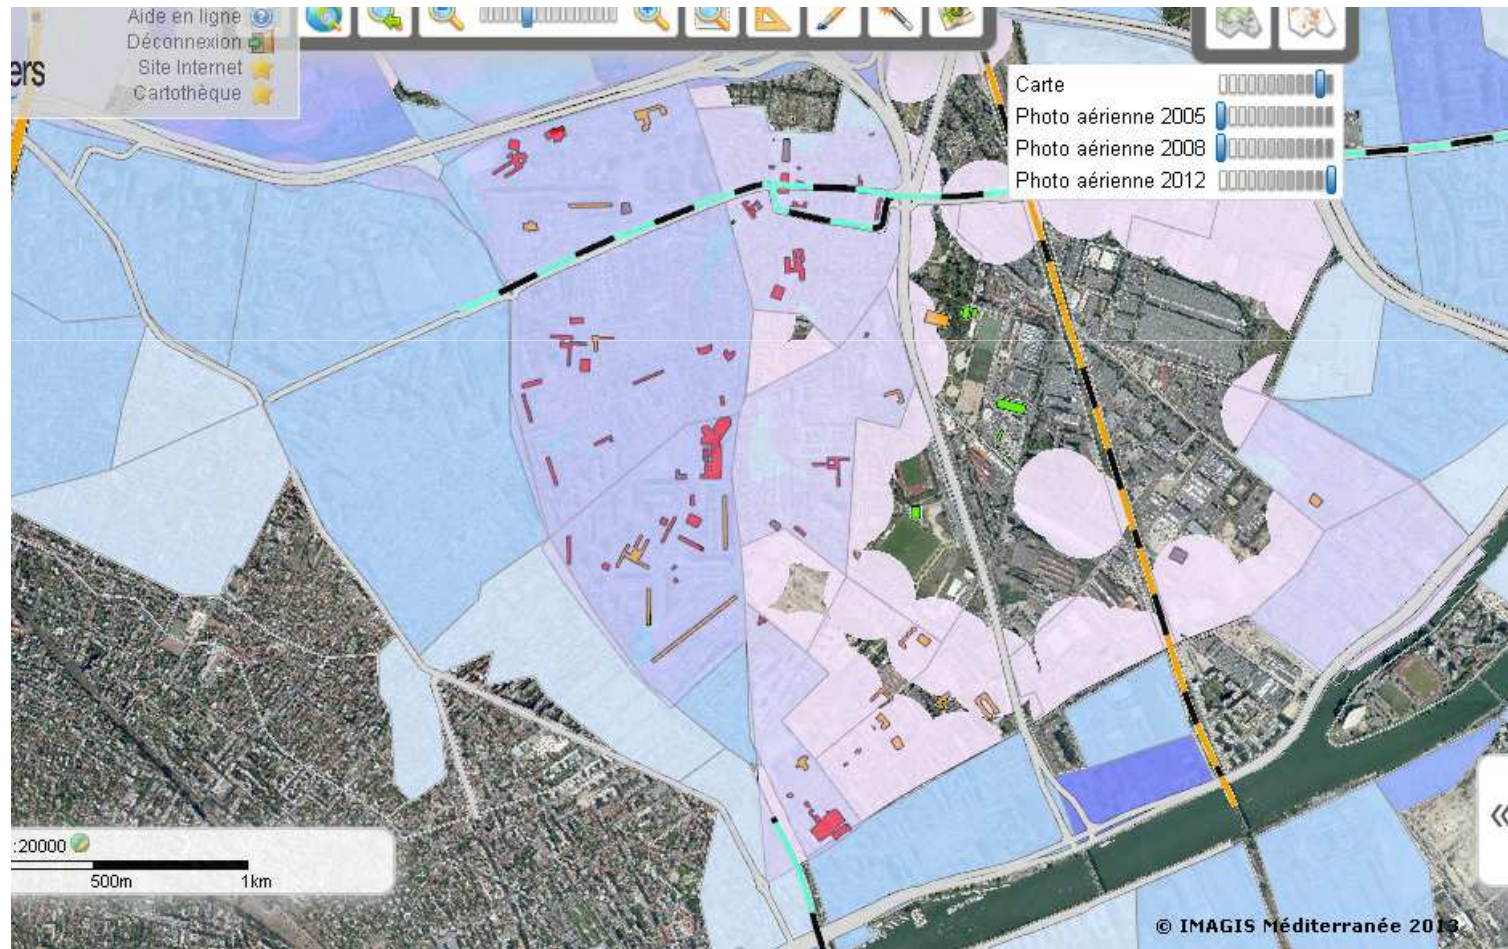 Aide en ligne
Déconnexion
ers
Site Internet
Cartothèque
Carte
Photo aérienne 2005
Photo aérienne 2008
Photo aérienne 2012
:20000
500m 1km
© IMAGIS Méditerranée 2013